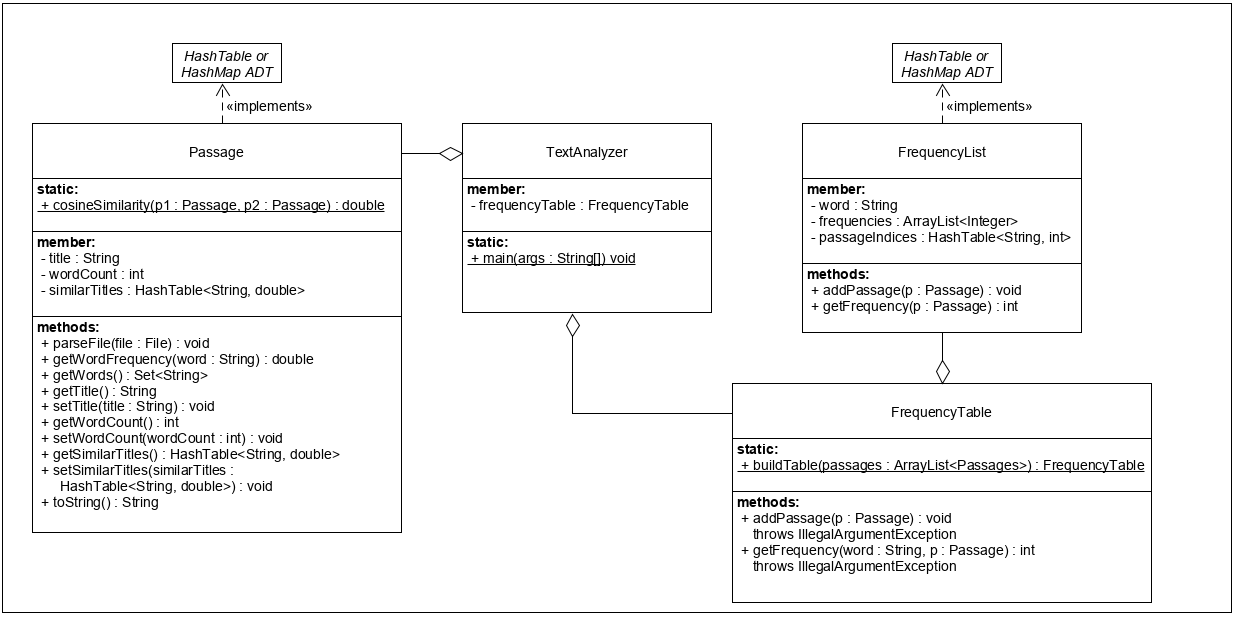 HashTable or
HashMap ADT
«implements»
Passage
static:
+ cosineSimilarity(p1 : Passage, p2 : Passage) : double
member:
- title : String
- wordCount : int
- similarTitles : HashTable<String, double>
methods:
+ parseFile(file : File) : void
+ getWordFrequency(word : String) : double
+ getWords() : Set<String>
+ getTitle() : String
+ setTitle(title : String) : void
+ getWordCount() : int
+ setWordCount(wordCount : int) : void
+ getSimilarTitles() : HashTable<String, double>
+ setSimilarTitles(similarTitles :
HashTable<String, double>) : void
+ toString() : String
TextAnalyzer
member:
- frequencyTable : FrequencyTable
static:
+ main(args : String[]) void
HashTable or
HashMap ADT
«implements»
FrequencyList
member:
- word : String
- frequencies : ArrayList<Integer>
- passageIndices : HashTable<String, int>
methods:
+ addPassage(p : Passage) : void
+ getFrequency(p : Passage) : int
FrequencyTable
static:
+ buildTable(passages : ArrayList<Passages>) : FrequencyTable
methods:
+ addPassage(p : Passage) : void
throws IllegalArgumentException
+ getFrequency(word : String, p : Passage) : int
throws IllegalArgumentException